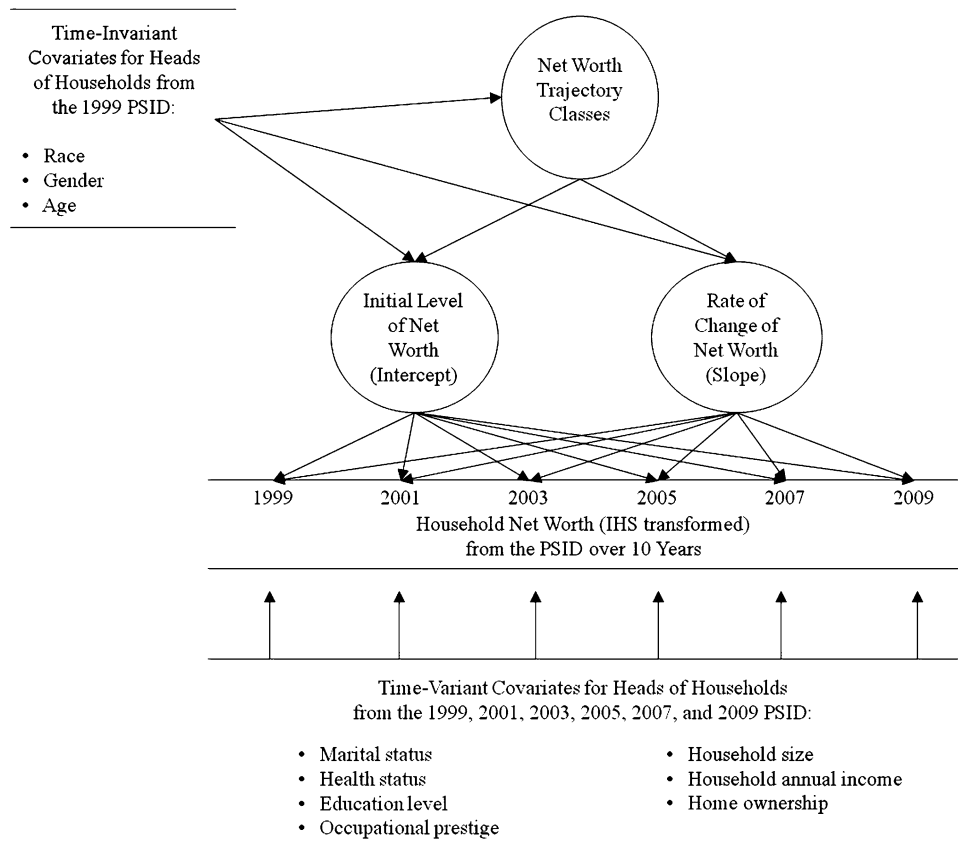 Time-Invariant
Covariates for Heads
of Households from
the 1999 PSID:
• Race
• Gender
• Age
Net Worth
Trajectory
Classes
Initial Level
of Net
Worth
(Intercept)
Rate of
Change of
Net Worth
(Slope)
1999 2001 2003 2005 2007 2009
Household Net Worth (IHS transformed)
from the PSID over 10 Years
Time-Variant Covariates for Heads of Households
from the 1999, 2001, 2003, 2005, 2007, and 2009 PSID:
• Marital status
• Health status
• Education level
• Occupational prestige
• Household size
• Household annual income
• Home ownership